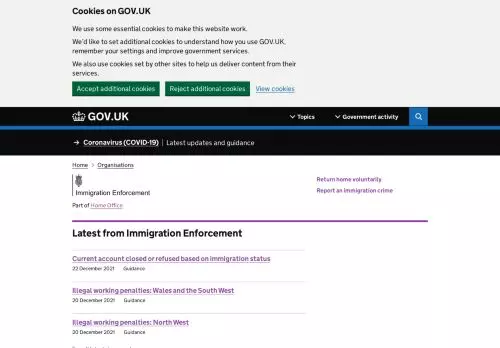 Cookies on GOV.UK
We use some essential cookies to make this website work.
We'd like to set additional cookies to understand how you use GOV.UK,
remember your settings and improve government services.
We also use cookies set by other sites to help us deliver content from their
services.
Accept additional cookies Reject additional cookies View cookies
GOV.UK Topics Government activity
→ Coronavirus (COVID-19) Latest updates and guidance
Home > Organisations
Immigration Enforcement
Part of Home Office
Return home voluntarily
Report an immigration crime
Latest from Immigration Enforcement
Current account closed or refused based on immigration status
22 December 2021 Guidance
Illegal working penalties: Wales and the South West
20 December 2021 Guidance
Illegal working penalties: North West
20 December 2021 Guidance